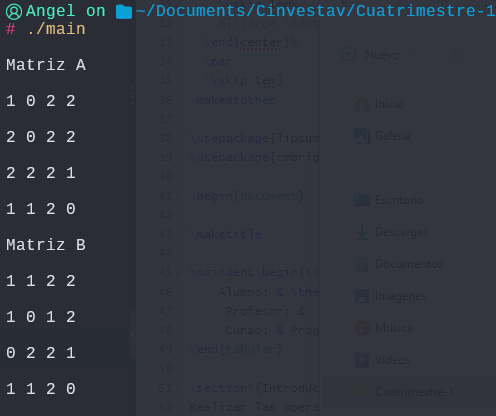 Angel on ~/Documents/Cinvestav/Cuatrimestre-1
# ./main
Matriz A
1 0 2 2
2 0 2 2
2 2 2 1
1 1 2 0
Matriz B
1 1 2 2
1 0 1 2
0 2 2 1
1 1 2 0
33 \end{center}%
34 \par
35 \vskip 1em}
36 \makeatother
37
38 \usepackage{lipsum
39 \usepackage{cmbrig
40
41 \begin{document}
42
43 \maketitle
44
45 \noindent\begin{ta
46 Alumno: & \the
47 Profesor: &
48 Curso: & Prog
49 \end{tabular}
50
51 \section*{Introduc
52 Realizar las opera
Nuevo
Inicio
Galería
Escritorio
Descargas
Documentos
Imágenes
Música
Videos
Cuatrimestre-1